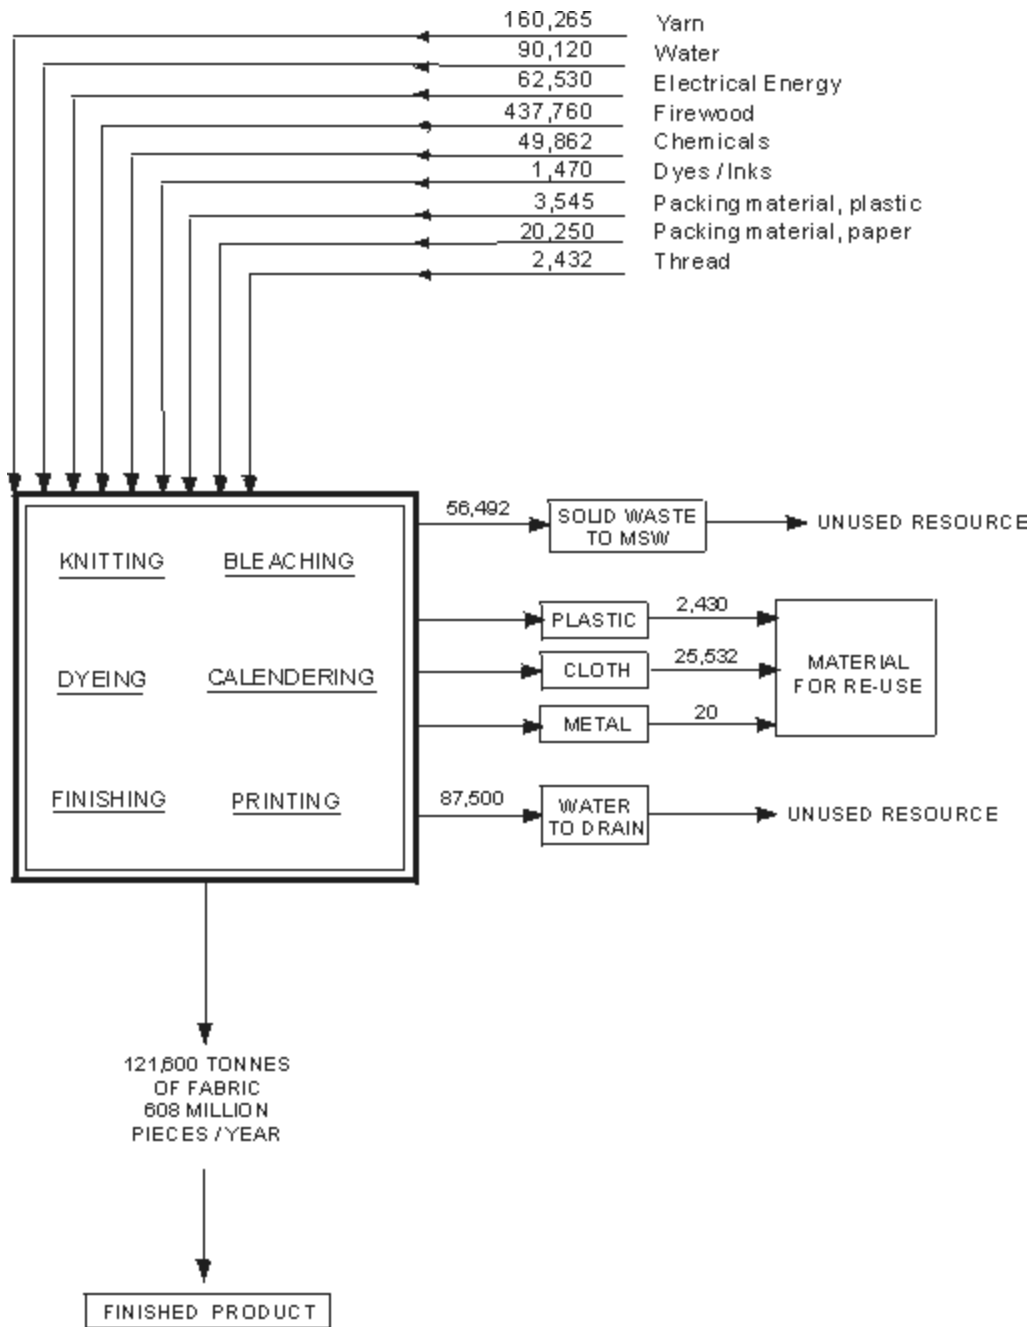 160,265 Yarn
90,120 Water
62,530 Electrical Energy
437,760 Firewood
49,862 Chemicals
1,470 Dyes / Inks
3,545 Packing material, plastic
20,250 Packing material, paper
2,432 Thread
56,492
SOLID WASTE
TO MSW
UNUSED RESOURCE
KNITTING
BLEACHING
PLASTIC
2,430
DYEING
CALENDERING
CLOTH
25,532
MATERIAL
FOR RE-USE
METAL
20
FINISHING
PRINTING
87,500
WATER
TO DRAIN
UNUSED RESOURCE
121,600 TONNES
OF FABRIC
608 MILLION
PIECES / YEAR
FINISHED PRODUCT